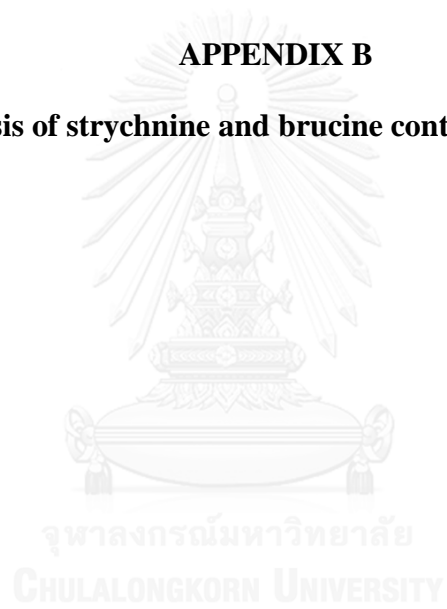 APPENDIX B
sis of strychnine and brucine cont
จุฬาลงกรณ์มหาวิทยาลัย
CHULALONGKORN UNIVERSITY